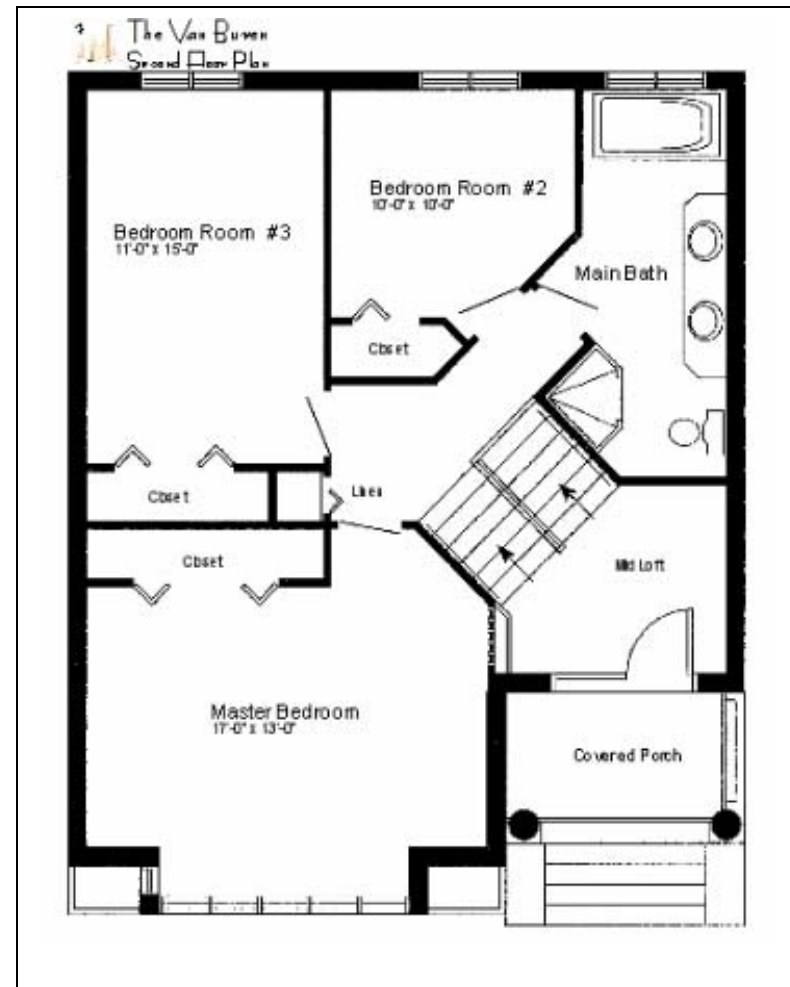 The Van Buren
Second Floor Plan
Bedroom Room #2
10'-0" x 10'-0"
Bedroom Room #3
11'-0" x 15'-0"
Main Bath
Closet
Closet
Linen
Closet
Mid Loft
Master Bedroom
17'-0" x 13'-0"
Covered Porch